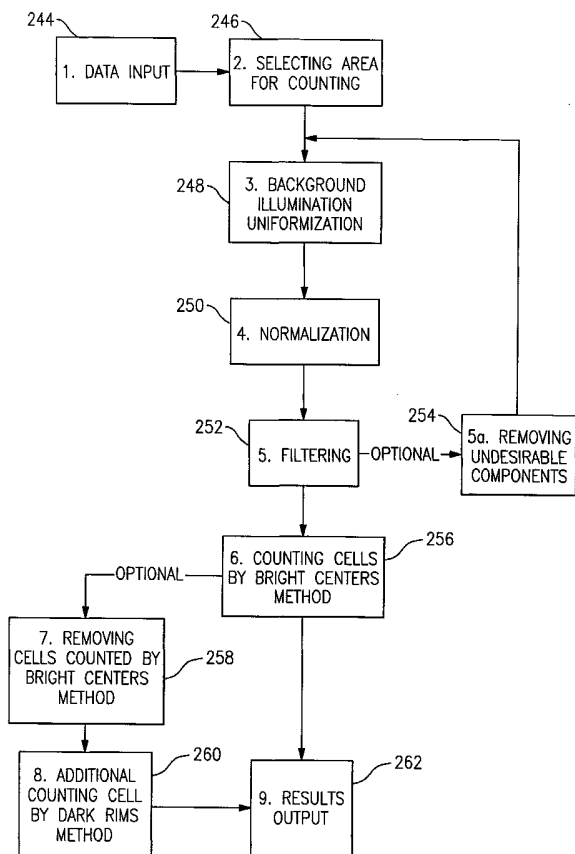 244
1. DATA INPUT
246
2. SELECTING AREA
FOR COUNTING
248
3. BACKGROUND
ILLUMINATION
UNIFORMIZATION
250
4. NORMALIZATION
252
5. FILTERING
OPTIONAL
254
5a. REMOVING
UNDESIRABLE
COMPONENTS
256
6. COUNTING CELLS
BY BRIGHT CENTERS
METHOD
OPTIONAL
258
7. REMOVING
CELLS COUNTED BY
BRIGHT CENTERS
METHOD
260
8. ADDITIONAL
COUNTING CELL
BY DARK RIMS
METHOD
262
9. RESULTS
OUTPUT